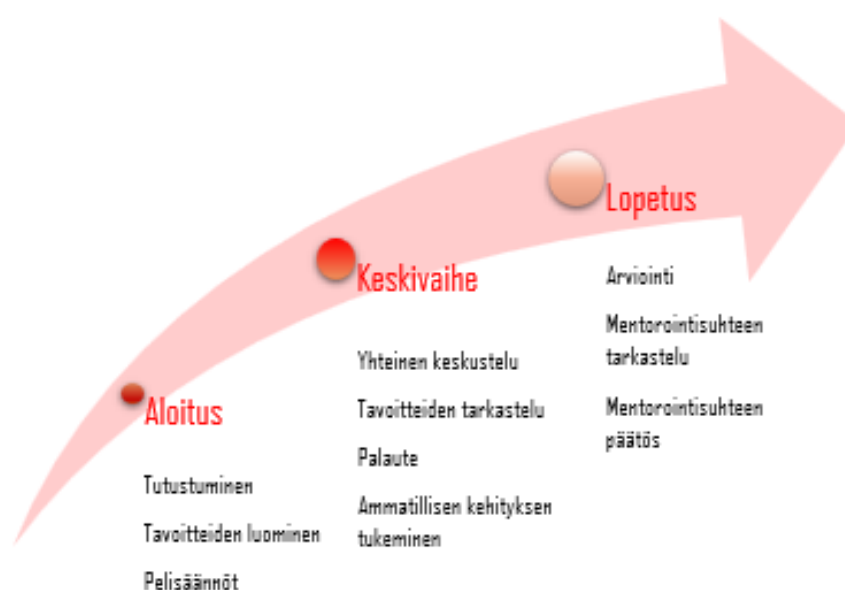 Aloitus
Tutustuminen
Tavoitteiden luominen
Pelisäännöt
Keskivaihe
Yhteinen keskustelu
Tavoitteiden tarkastelu
Palaute
Ammatillisen kehityksen
tukeminen
Lopetus
Arviointi
Mentorointisuhteen
tarkastelu
Mentorointisuhteen
päätös